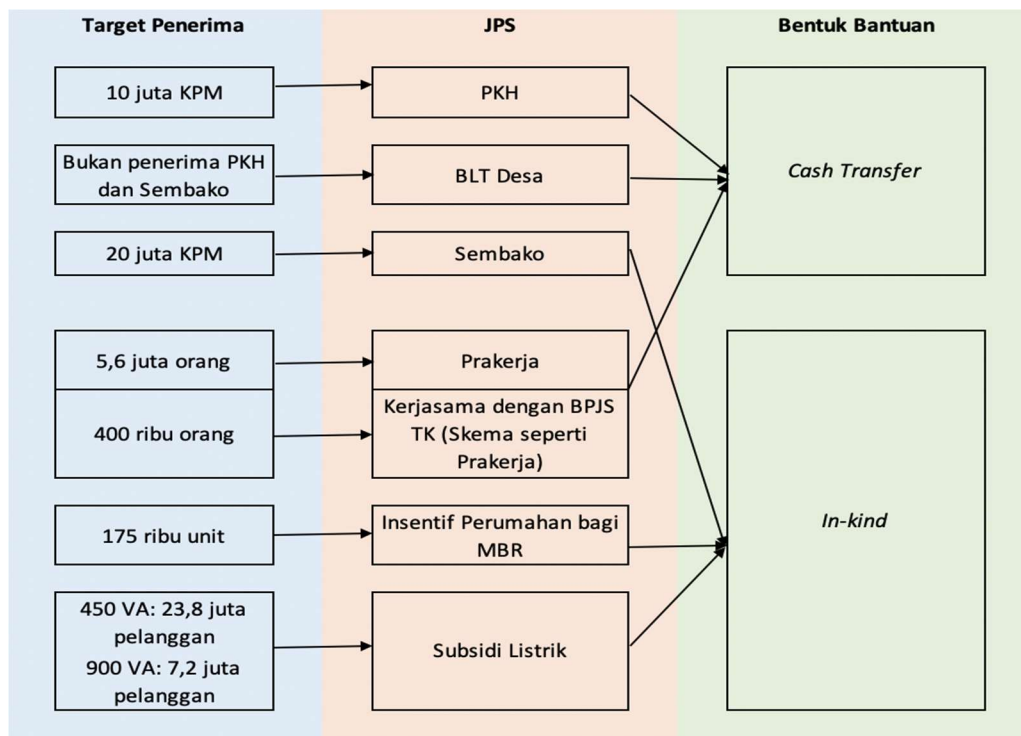 Target Penerima
JPS
Bentuk Bantuan
10 juta KPM
PKH
Cash Transfer
Bukan penerima PKH
dan Sembako
BLT Desa
20 juta KPM
Sembako
5,6 juta orang
Prakerja
400 ribu orang
Kerjasama dengan BPJS
TK (Skema seperti
Prakerja)
In-kind
175 ribu unit
Insentif Perumahan bagi
MBR
450 VA: 23,8 juta
pelanggan
900 VA: 7,2 juta
pelanggan
Subsidi Listrik